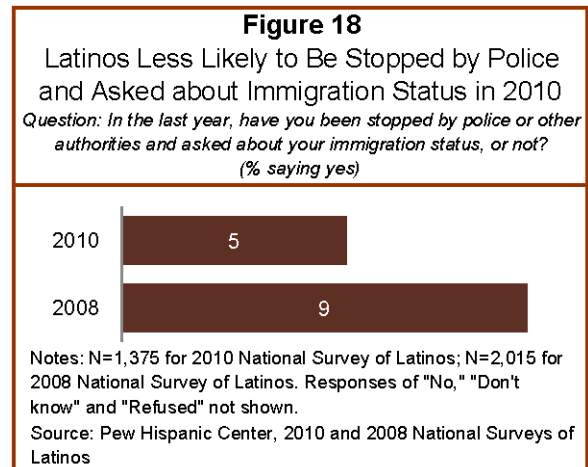 Figure 18
Latinos Less Likely to Be Stopped by Police
and Asked about Immigration Status in 2010
Question: In the last year, have you been stopped by police or other
authorities and asked about your immigration status, or not?
(% saying yes)
2010
5
2008
9
Notes: N=1,375 for 2010 National Survey of Latinos; N=2,015 for
2008 National Survey of Latinos. Responses of "No," "Don't
know" and "Refused" not shown.
Source: Pew Hispanic Center, 2010 and 2008 National Surveys of
Latinos